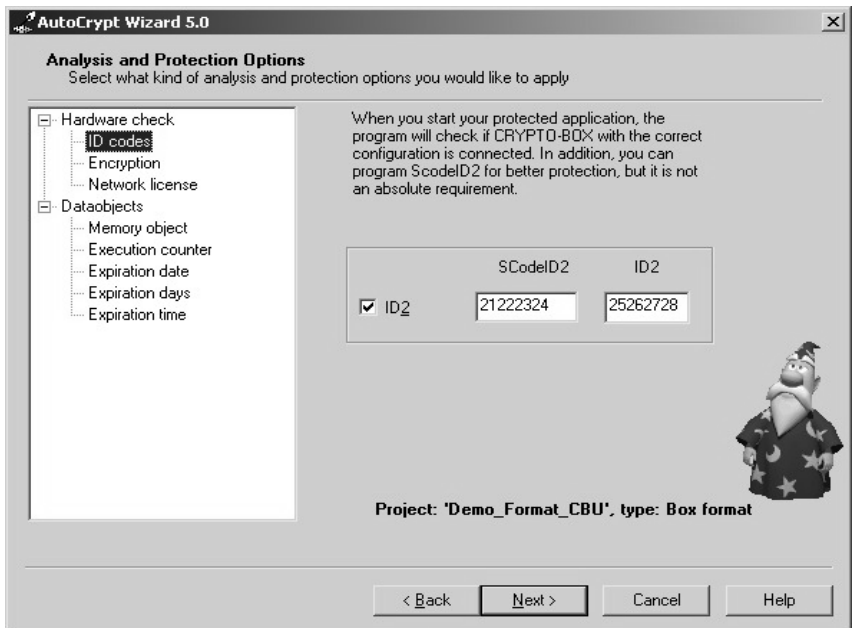 AutoCrypt Wizard 5.0
Analysis and Protection Options
Select what kind of analysis and protection options you would like to apply
Hardware check
ID codes
Encryption
Network license
Dataobjects
Memory object
Execution counter
Expiration date
Expiration days
Expiration time
When you start your protected application, the
program will check if CRYPTO-BOX with the correct
configuration is connected. In addition, you can
program ScodeID2 for better protection, but it is not
an absolute requirement.
SCodeID2 ID2
ID2 21222324 25262728
Project: 'Demo_Format_CBU', type: Box format
< Back Next > Cancel Help